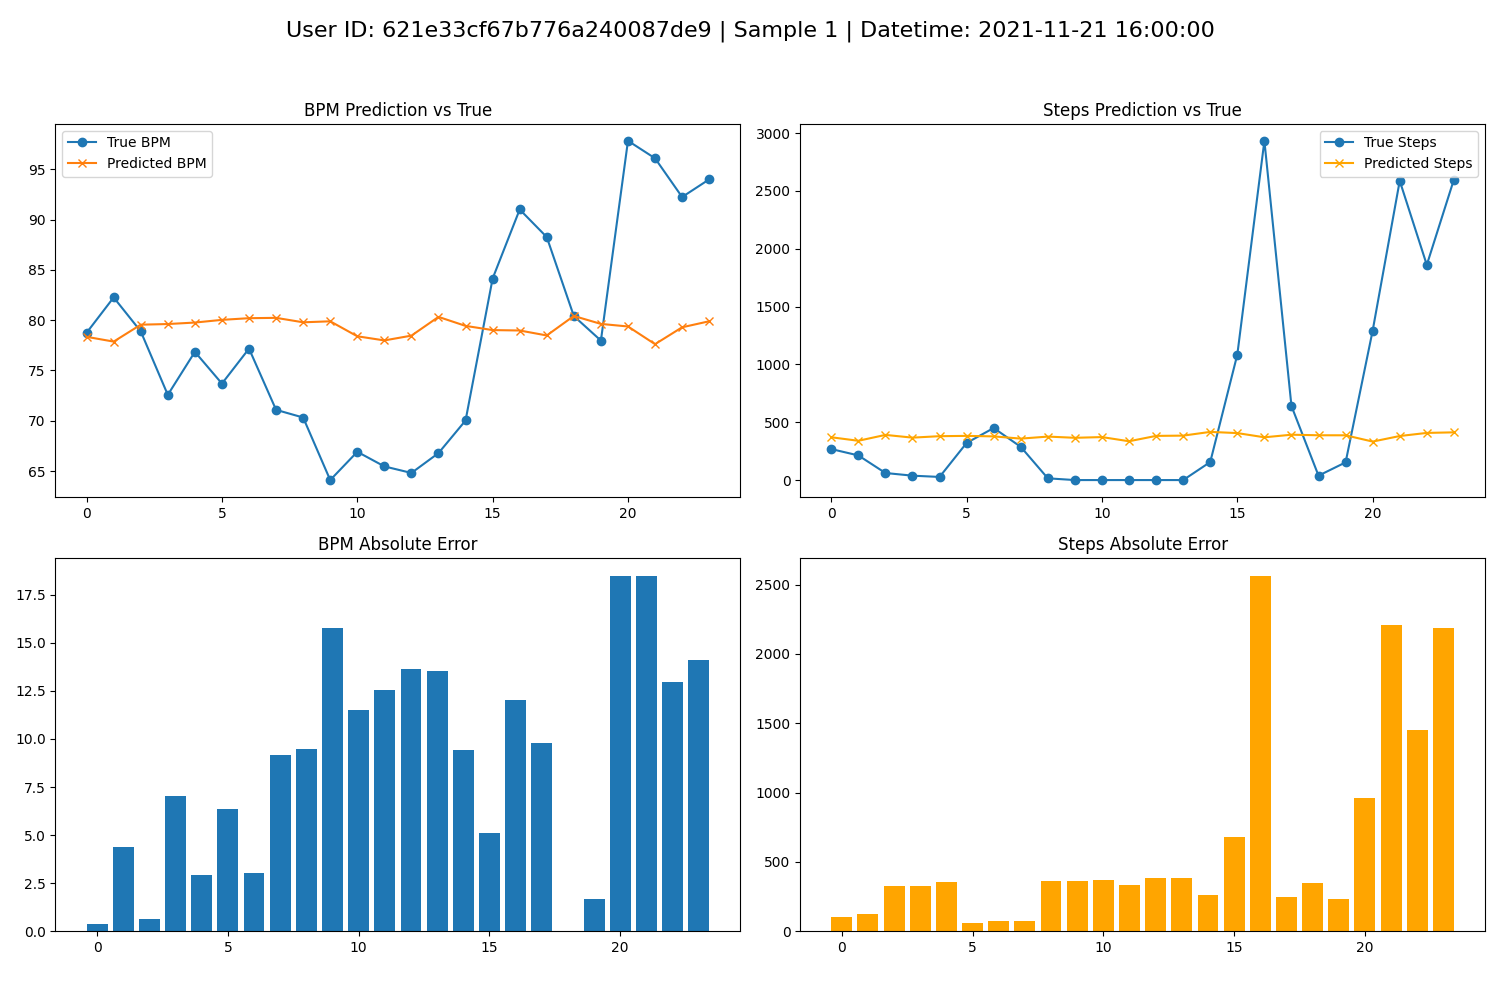 User ID: 621e33cf67b776a240087de9 | Sample 1 | Datetime: 2021-11-21 16:00:00
BPM Prediction vs True
True BPM
Predicted BPM
95
90
85
80
75
70
65
0 5 10 15 20
Steps Prediction vs True
True Steps
Predicted Steps
3000
2500
2000
1500
1000
500
0
0 5 10 15 20
BPM Absolute Error
17.5
15.0
12.5
10.0
7.5
5.0
2.5
0.0
0 5 10 15 20
Steps Absolute Error
2500
2000
1500
1000
500
0
0 5 10 15 20